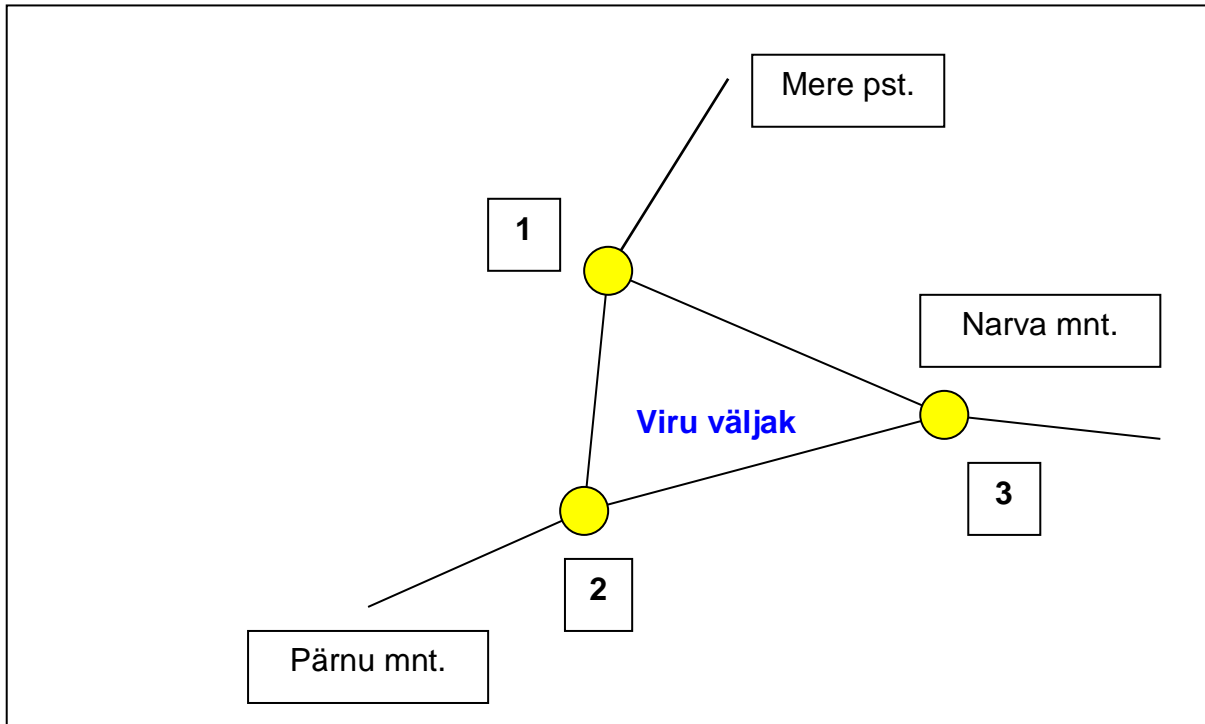 Mere pst.
1
Narva mnt.
Viru väljak
3
2
Pärnu mnt.